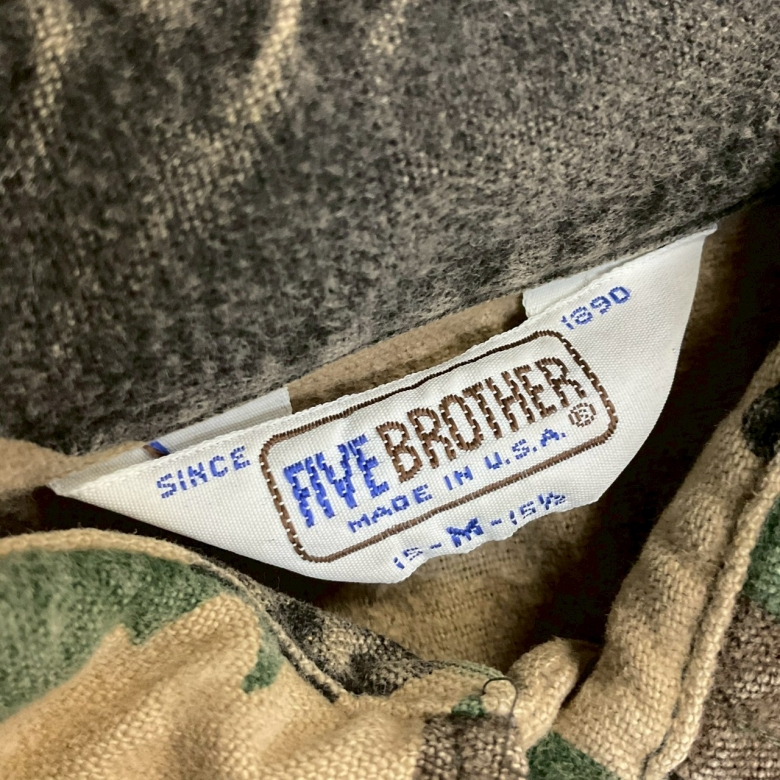 SINCE 1890
FIVE BROTHER ®
MADE IN U.S.A.
15-M-15½